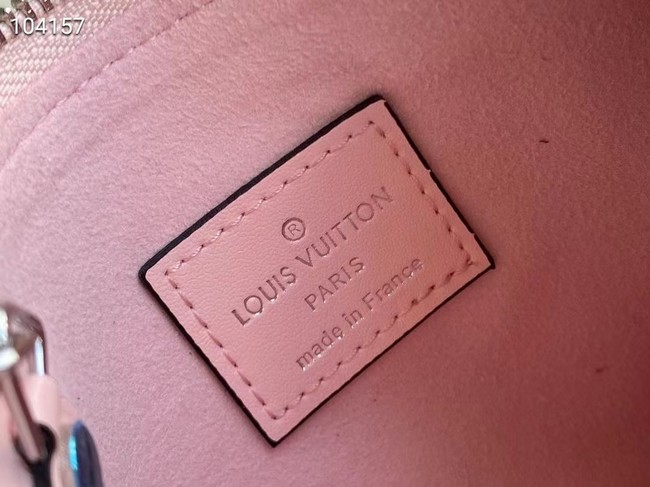 104157
®
LOUIS VUITTON
PARIS
made in France